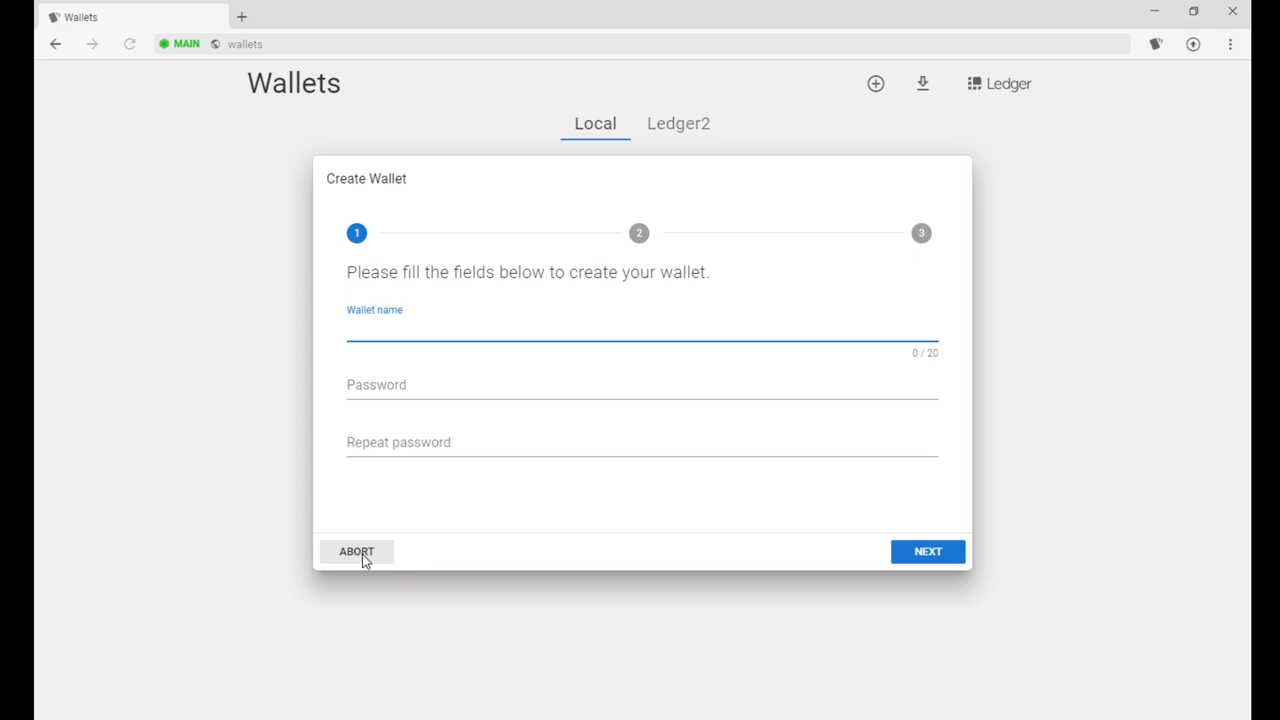 Wallets
MAIN wallets
Wallets
Ledger
Local Ledger2
Create Wallet
1 2 3
Please fill the fields below to create your wallet.
Wallet name
0 / 20
Password
Repeat password
ABORT NEXT